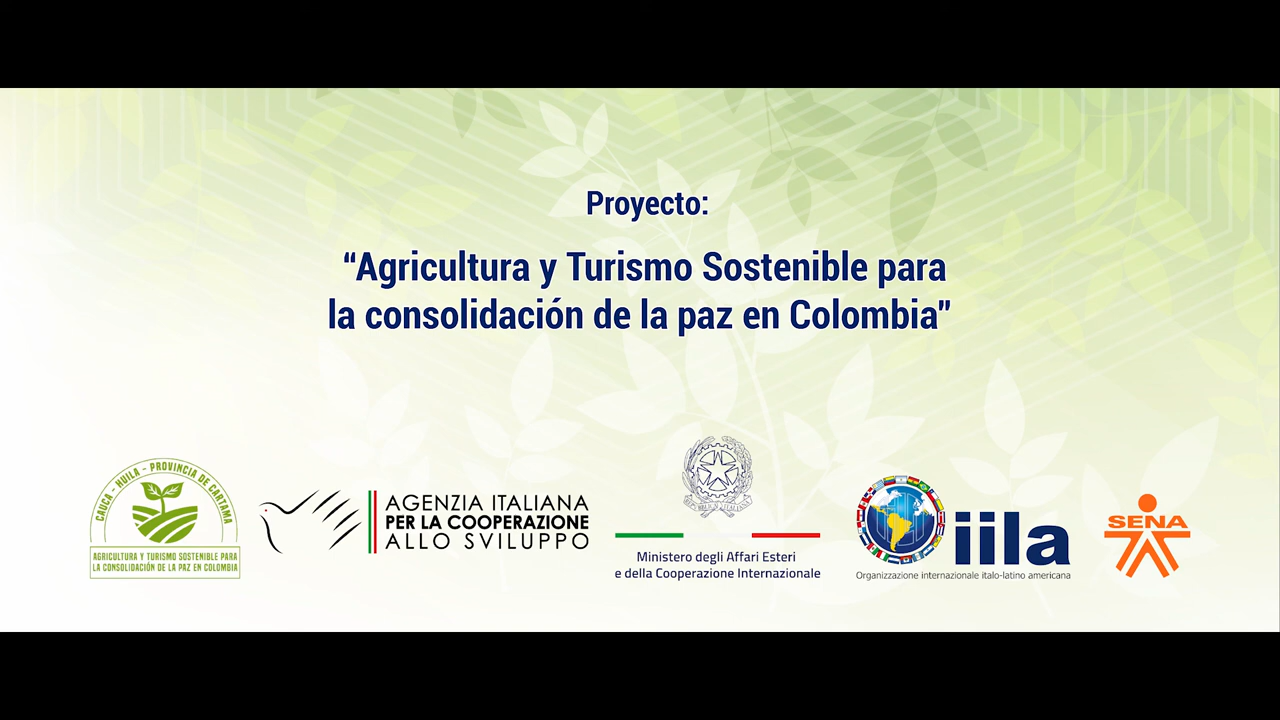 Proyecto:
“Agricultura y Turismo Sostenible para
la consolidación de la paz en Colombia”
CAUCA - HUILA - PROVINCIA DE CARTAMA
AGRICULTURA Y TURISMO SOSTENIBLE PARA
LA CONSOLIDACIÓN DE LA PAZ EN COLOMBIA
AGENZIA ITALIANA
PER LA COOPERAZIONE
ALLO SVILUPPO
Ministero degli Affari Esteri
e della Cooperazione Internazionale
iila
Organizzazione internazionale italo-latino americana
SENA